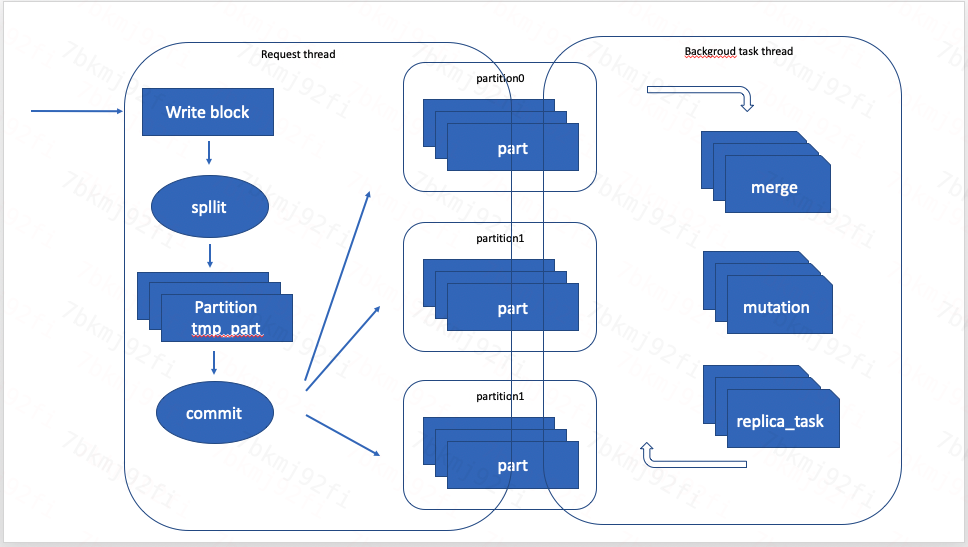 Request thread
Write block
spllit
Partition
tmp_part
commit
partition0
part
partition1
part
partition1
part
Backgroud task thread
merge
mutation
replica_task
7bkmj92fi